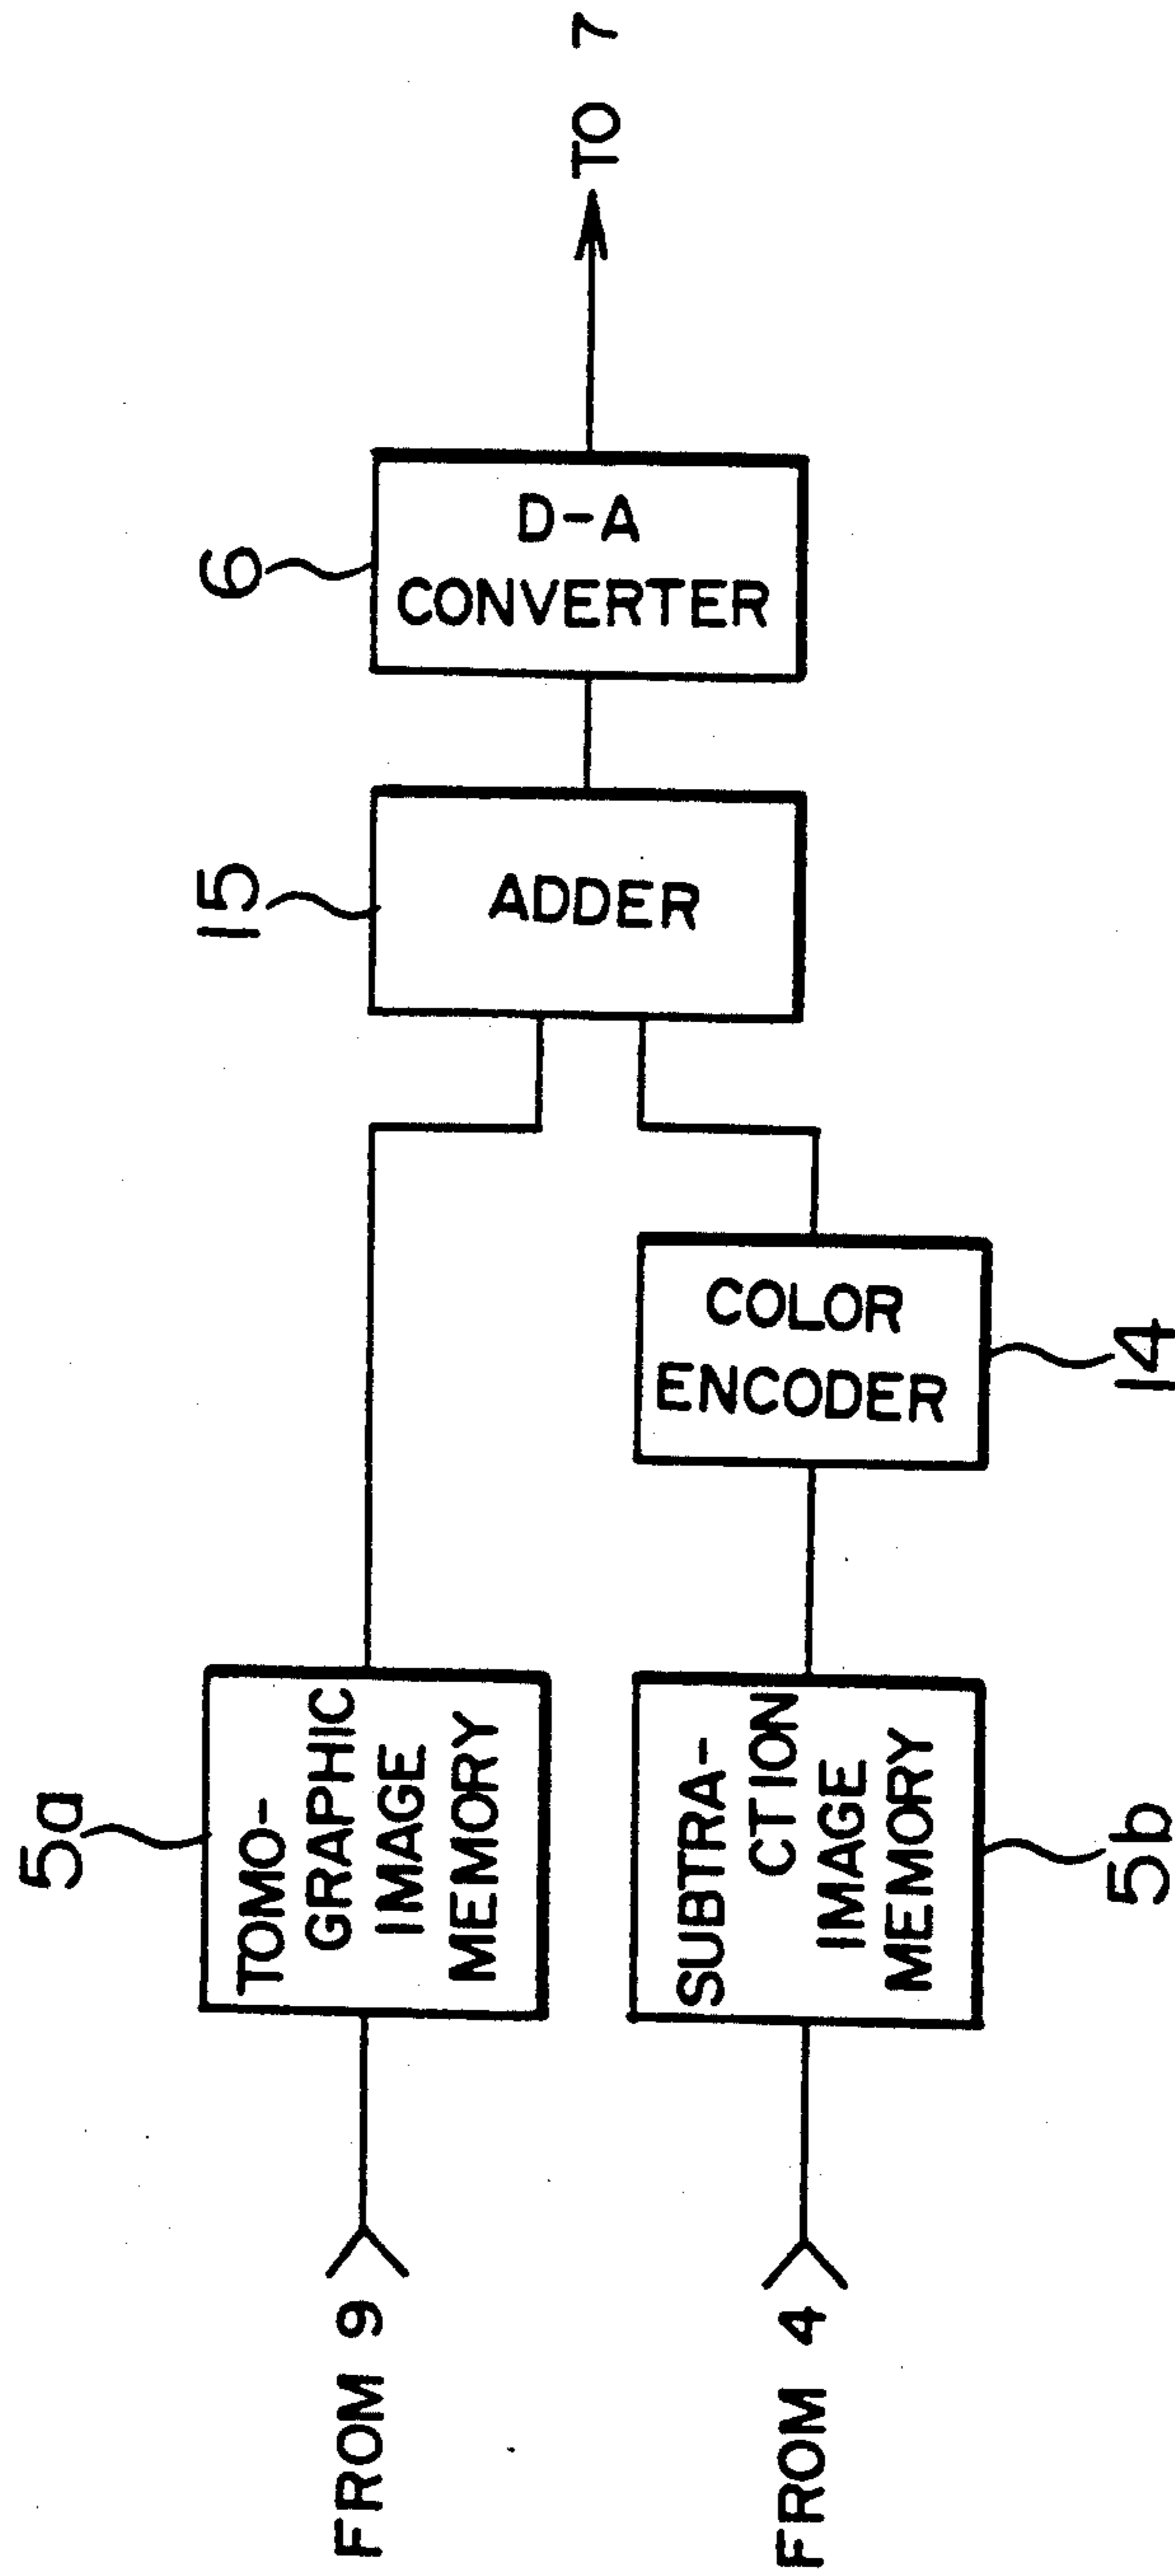 5a
TOMO-
GRAPHIC
IMAGE
MEMORY
FROM 9
SUBTRA-
CTION
IMAGE
MEMORY
5b
FROM 4
COLOR
ENCODER
14
15
ADDER
6
D-A
CONVERTER
TO 7